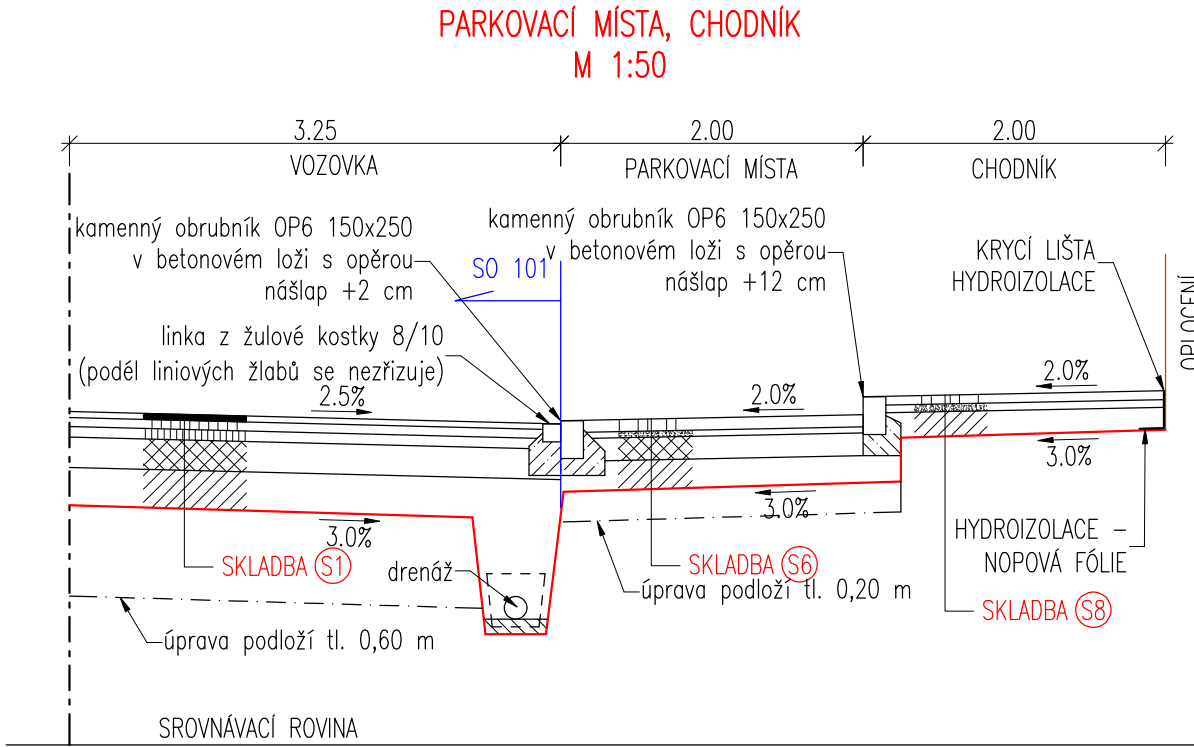 PARKOVACÍ MÍSTA, CHODNÍK
M 1:50
3.25
2.00
2.00
VOZOVKA
PARKOVACÍ MÍSTA
CHODNÍK
kamenný obrubník OP6 150x250
v betonovém loži s opěrou
nášlap +2 cm
SO 101
kamenný obrubník OP6 150x250
v betonovém loži s opěrou
nášlap +12 cm
KRYCÍ LIŠTA
HYDROIZOLACE
OPLOCENÍ
linka z žulové kostky 8/10
(podél liniových žlabů se nezřizuje)
2.5%
2.0%
2.0%
3.0%
3.0%
3.0%
SKLADBA S1
drenáž
SKLADBA S6
úprava podloží tl. 0,20 m
HYDROIZOLACE –
NOPOVÁ FÓLIE
SKLADBA S8
úprava podloží tl. 0,60 m
SROVNÁVACÍ ROVINA